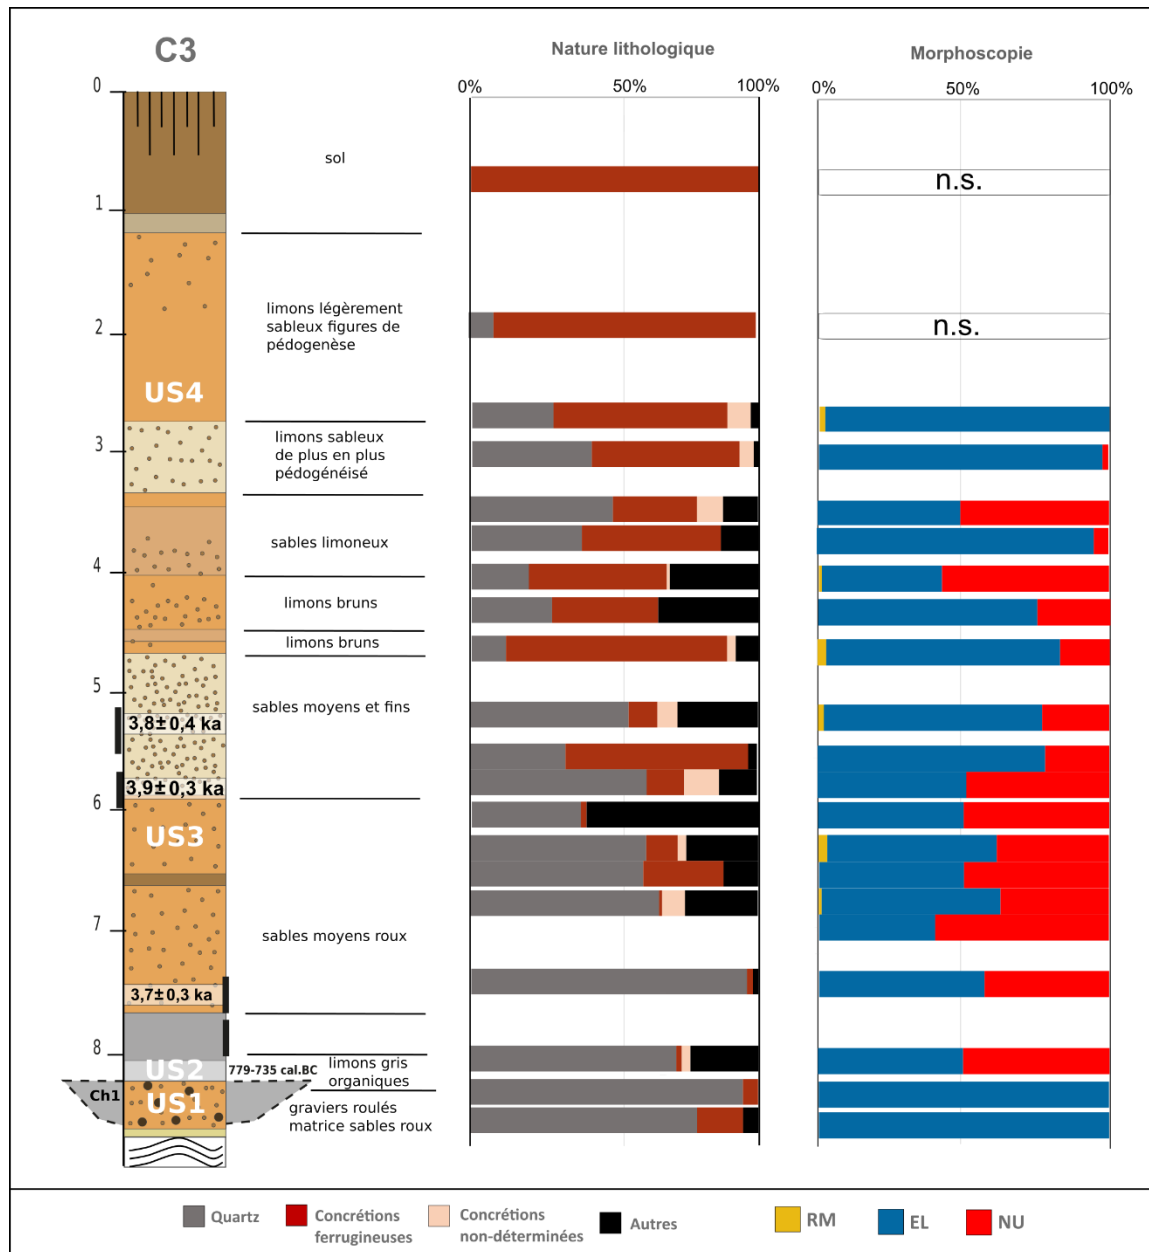 C3
Nature lithologique
Morphoscopie
0% 50% 100%
0% 50% 100%
0
sol
n.s.
1
limons légèrement
sableux figures de
pédogenèse
2
n.s.
US4
limons sableux
de plus en plus
pédogénéisé
3
sables limoneux
4
limons bruns
limons bruns
5
sables moyens et fins
3,8± 0,4 ka
3,9± 0,3 ka
6
US3
7
sables moyens roux
3,7± 0,3 ka
8
US2
779-735 cal.BC
limons gris
organiques
Ch1
US1
graviers roulés
matrice sables roux
Quartz
Concrétions
ferrugineuses
Concrétions
non-déterminées
Autres
RM
EL
NU